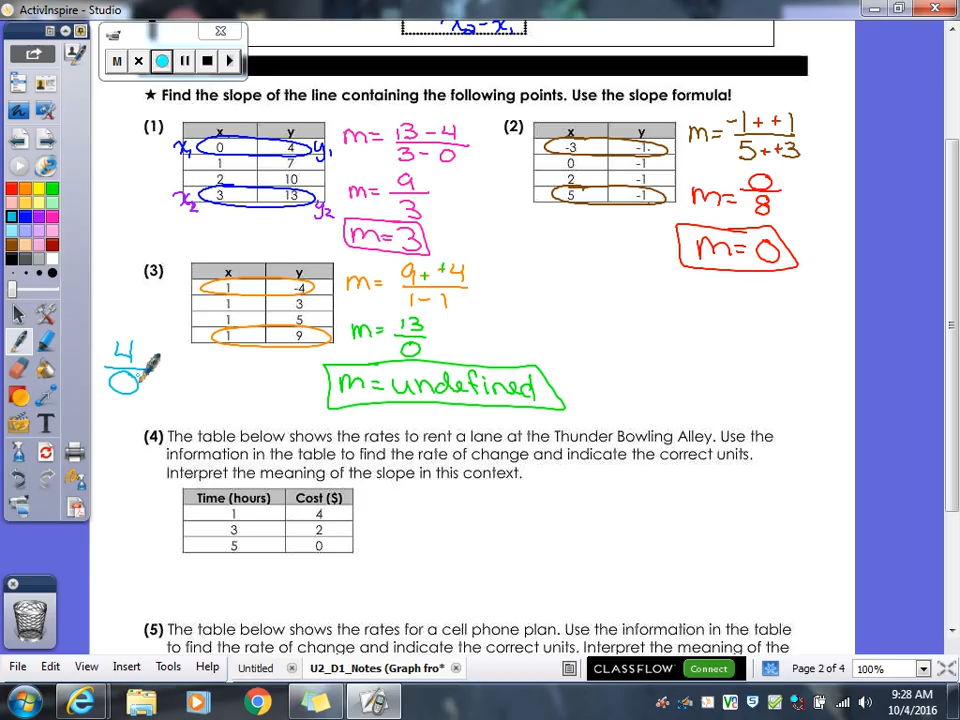 ActivInspire - Studio
x₂-x₁
M
★ Find the slope of the line containing the following points. Use the slope formula!
(1)
x y
x₁ 0 4 y₁
1 7
2 10
x₂ 3 13 y₂
m = 13 - 4 / 3 - 0
m = 9 / 3
m = 3
(2)
x y
-3 -1
0 -1
2 -1
5 -1
m = -1 + +1 / 5 + +3
m = 0 / 8
m = 0
(3)
x y
1 -4
1 3
1 5
1 9
m = 9 + +4 / 1 - 1
m = 13 / 0
m = undefined
4 / 0
(4) The table below shows the rates to rent a lane at the Thunder Bowling Alley. Use the
information in the table to find the rate of change and indicate the correct units.
Interpret the meaning of the slope in this context.
Time (hours) Cost ($)
1 4
3 2
5 0
(5) The table below shows the rates for a cell phone plan. Use the information in the table
to find the rate of change and indicate the correct units. Interpret the meaning of the
File Edit View Insert Tools Help Untitled U2_D1_Notes (Graph fro* CLASSFLOW Connect Page 2 of 4 100%
9:28 AM
10/4/2016